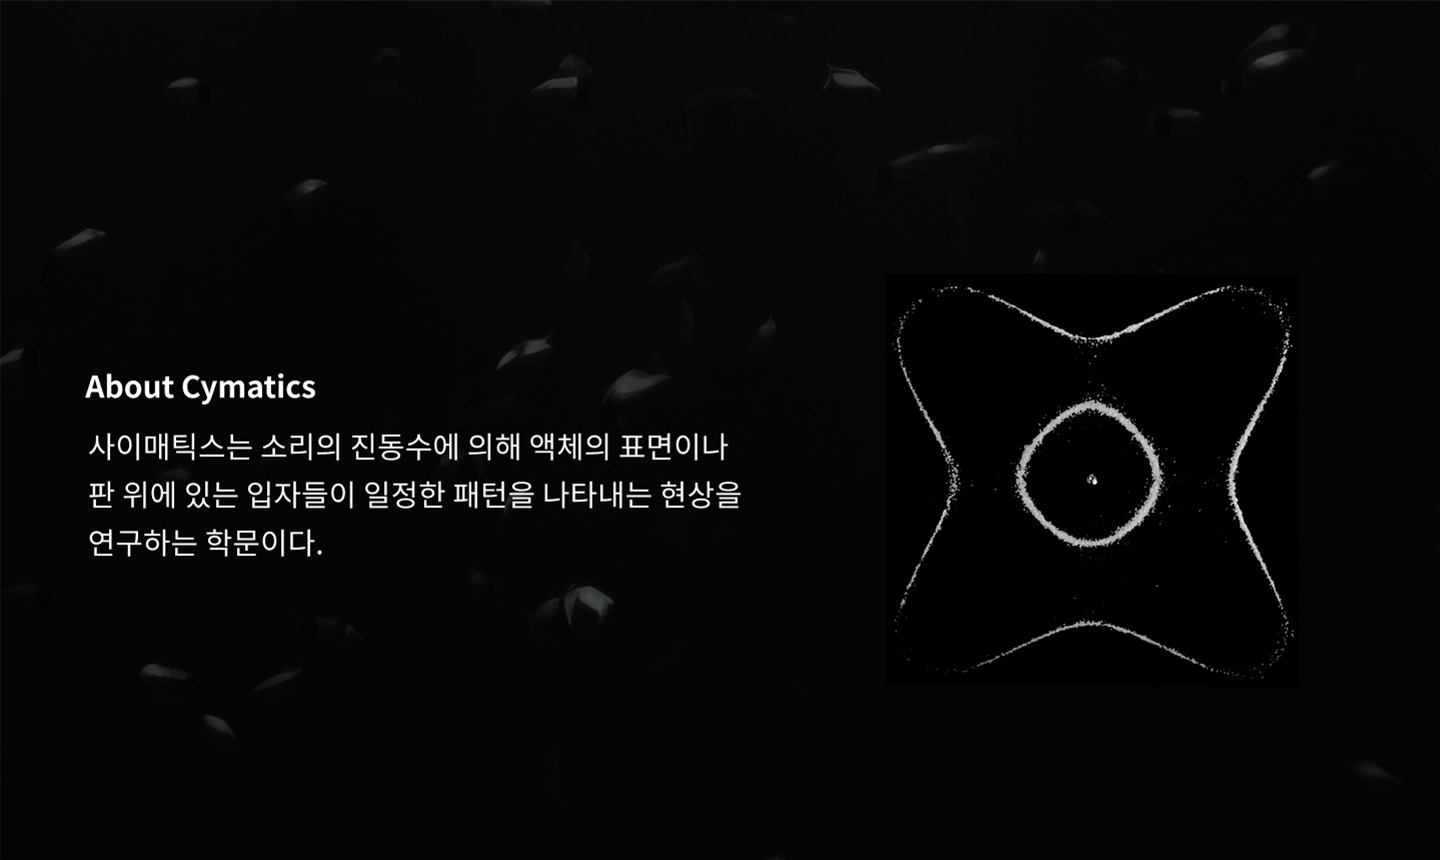 About Cymatics
사이매틱스는 소리의 진동수에 의해 액체의 표면이나
판 위에 있는 입자들이 일정한 패턴을 나타내는 현상을
연구하는 학문이다.